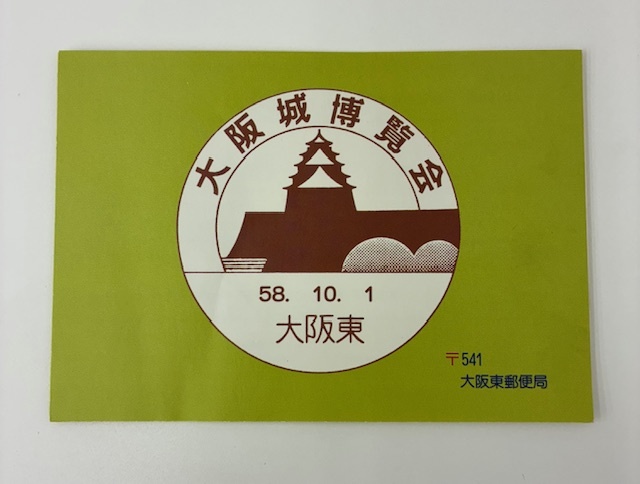 大阪城博覧会
58. 10. 1
大阪東
〒541
大阪東郵便局